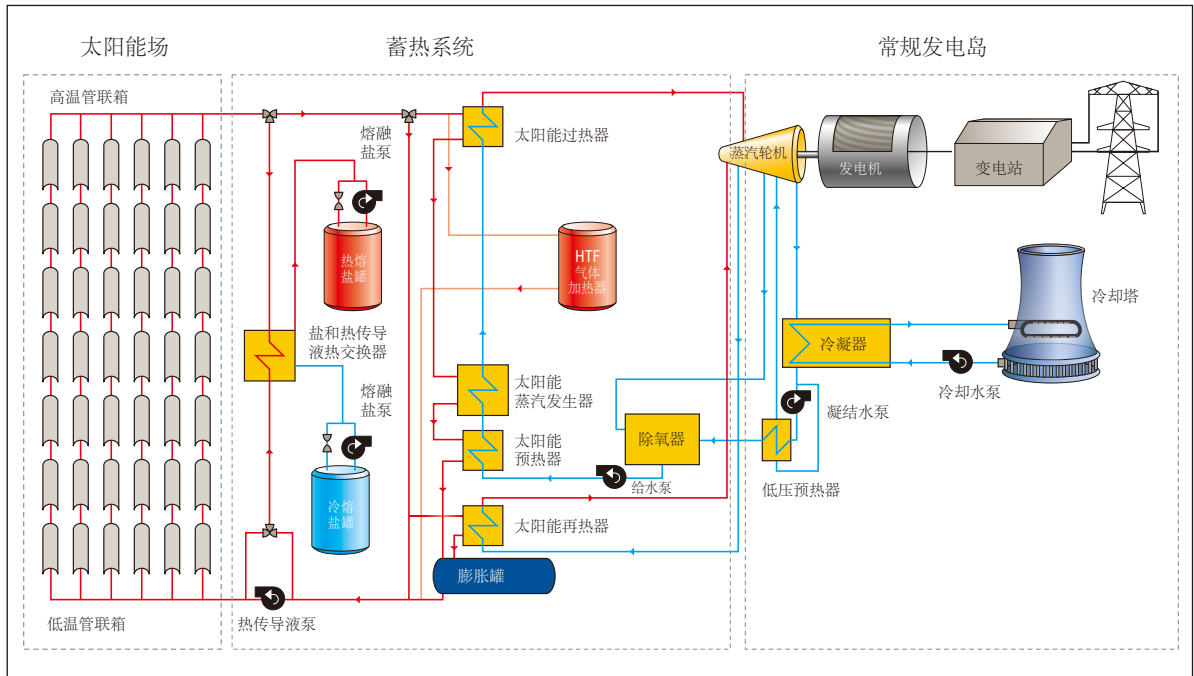 太阳能场
蓄热系统
常规发电岛
高温管联箱
熔融
盐泵
太阳能过热器
蒸汽轮机
发电机
变电站
热熔
盐罐
HTF
气体
加热器
冷却塔
盐和热传导
液热交换器
冷凝器
太阳能
蒸汽发生器
熔融
盐泵
冷却水泵
凝结水泵
太阳能
预热器
除氧器
给水泵
低压预热器
冷熔
盐罐
太阳能再热器
膨胀罐
低温管联箱
热传导液泵